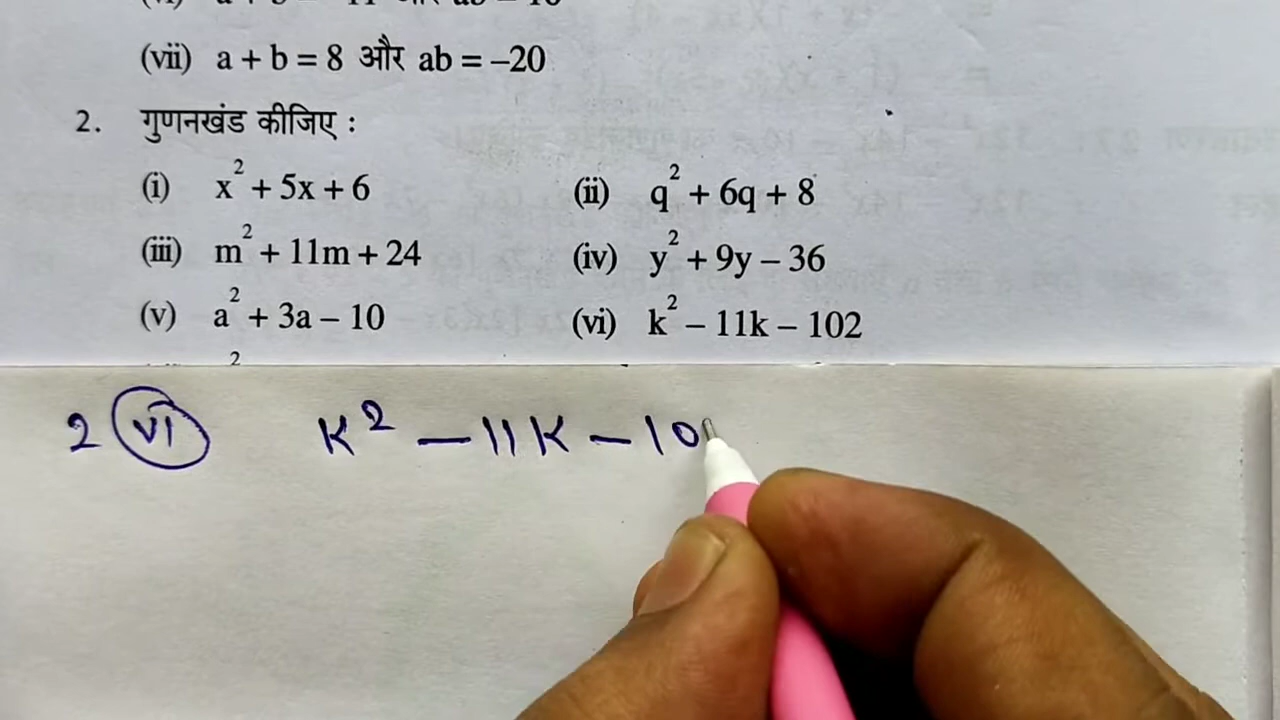 (vii) a + b = 8 और ab = –20
2. गुणनखंड कीजिए :
(i) x² + 5x + 6 (ii) q² + 6q + 8
(iii) m² + 11m + 24 (iv) y² + 9y – 36
(v) a² + 3a – 10 (vi) k² – 11k – 102
2 (vi) K² – 11K – 10